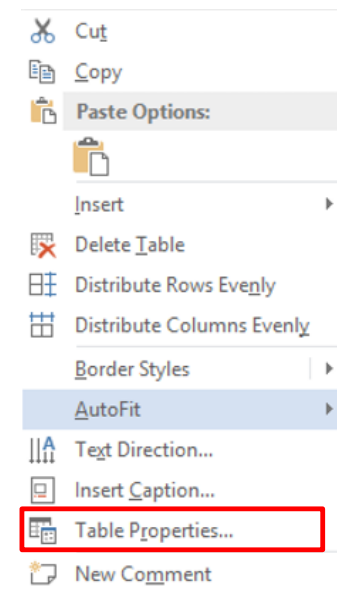 Cut
Copy
Paste Options:
Insert
Delete Table
Distribute Rows Evenly
Distribute Columns Evenly
Border Styles
AutoFit
Text Direction...
Insert Caption...
Table Properties...
New Comment